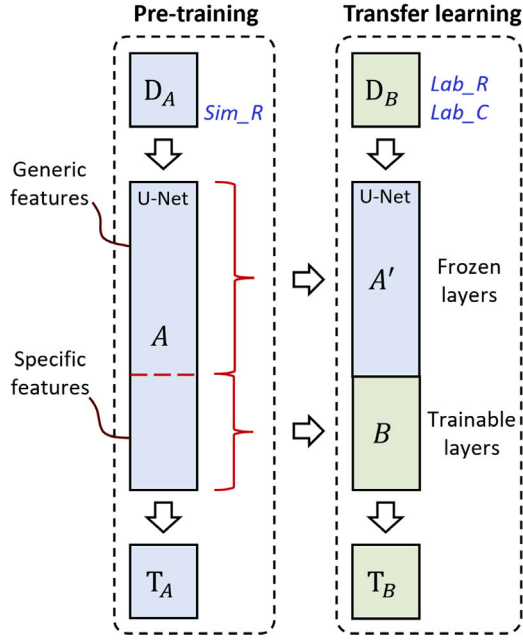 Pre-training
D_A
Sim_R
Generic
features
U-Net
A
Specific
features
T_A
Transfer learning
D_B
Lab_R
Lab_C
U-Net
A′
Frozen
layers
B
Trainable
layers
T_B